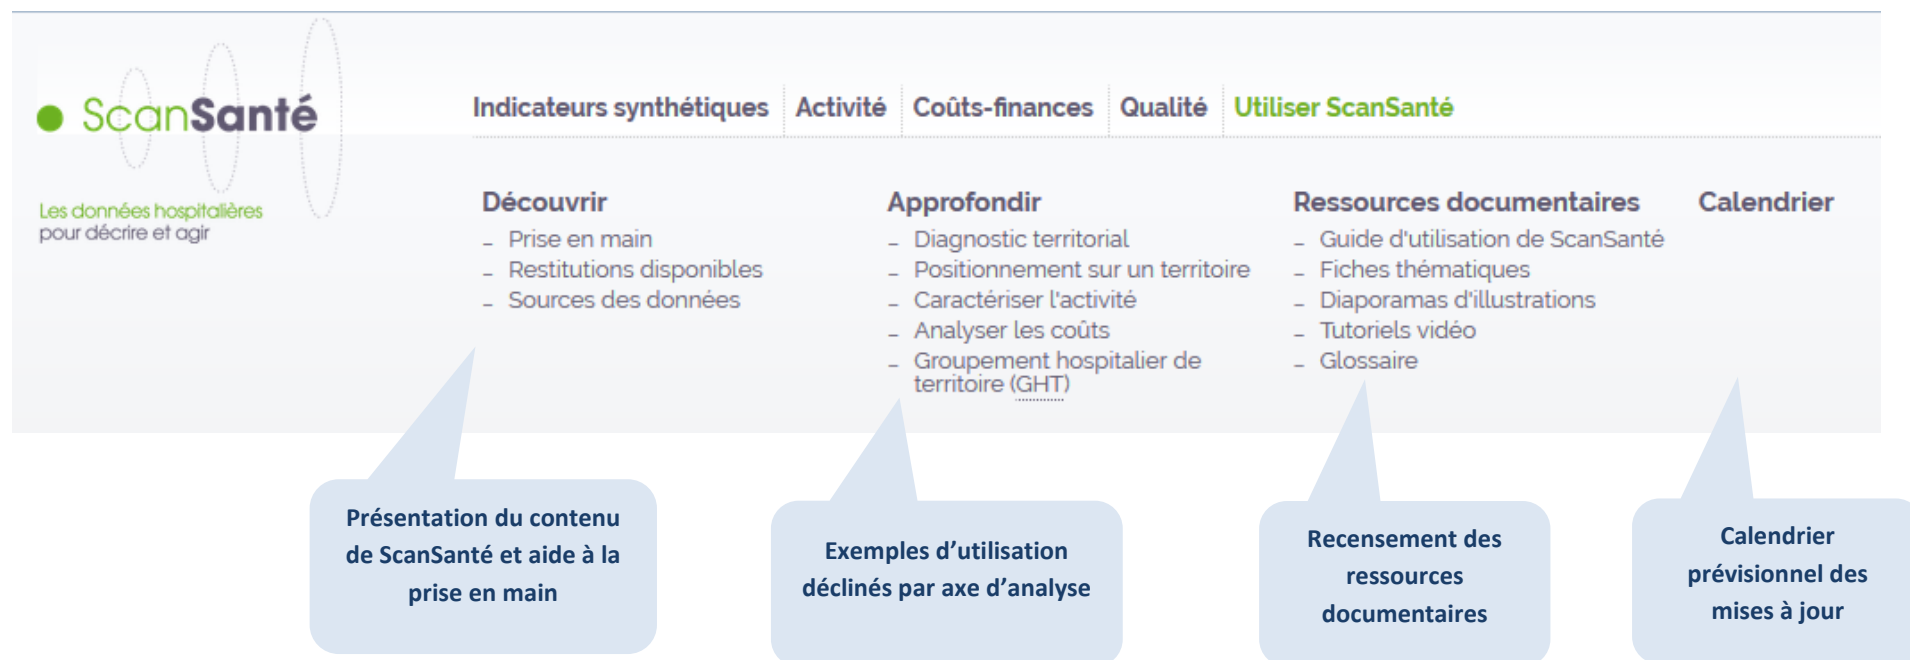 ScanSanté
Les données hospitalières
pour décrire et agir
Indicateurs synthétiques
Activité
Coûts-finances
Qualité
Utiliser ScanSanté
Découvrir
– Prise en main
– Restitutions disponibles
– Sources des données
Approfondir
– Diagnostic territorial
– Positionnement sur un territoire
– Caractériser l'activité
– Analyser les coûts
– Groupement hospitalier de
territoire (GHT)
Ressources documentaires
– Guide d'utilisation de ScanSanté
– Fiches thématiques
– Diaporamas d'illustrations
– Tutoriels vidéo
– Glossaire
Calendrier
Présentation du contenu
de ScanSanté et aide à la
prise en main
Exemples d’utilisation
déclinés par axe d’analyse
Recensement des
ressources
documentaires
Calendrier
prévisionnel des
mises à jour